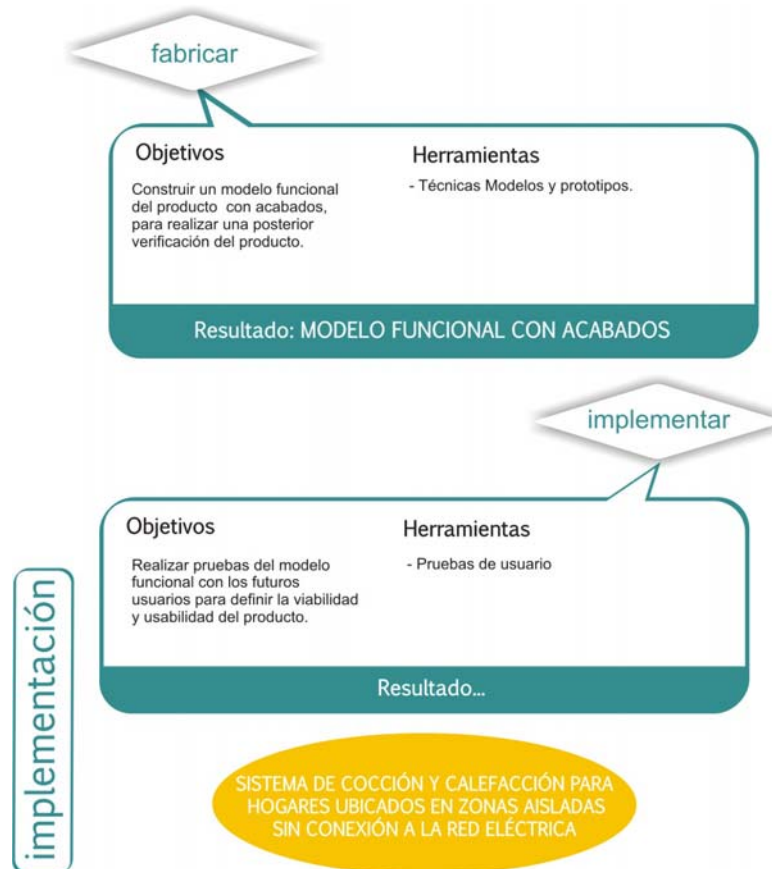 fabricar
Objetivos
Construir un modelo funcional
del producto con acabados,
para realizar una posterior
verificación del producto.
Herramientas
- Técnicas Modelos y prototipos.
Resultado: MODELO FUNCIONAL CON ACABADOS
implementar
Objetivos
Realizar pruebas del modelo
funcional con los futuros
usuarios para definir la viabilidad
y usabilidad del producto.
Herramientas
- Pruebas de usuario
Resultado...
implementación
SISTEMA DE COCCIÓN Y CALEFACCIÓN PARA
HOGARES UBICADOS EN ZONAS AISLADAS
SIN CONEXIÓN A LA RED ELÉCTRICA